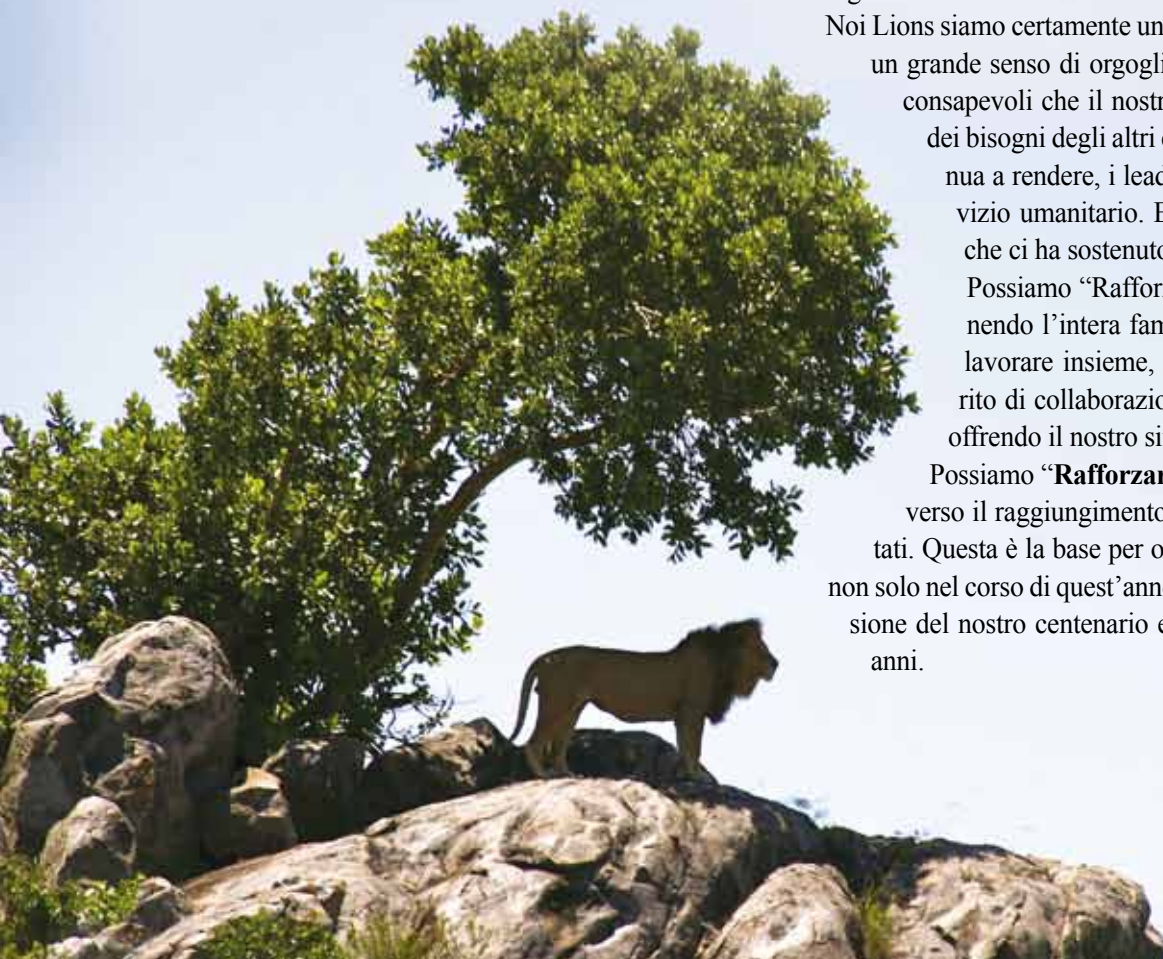 Noi Lions siamo certamente un
un grande senso di orgogli
consapevoli che il nostr
dei bisogni degli altri
nua a rendere, i lead
vizio umanitario. E
che ci ha sostenuto
Possiamo “Raffor
nendo l’intera fam
lavorare insieme,
rito di collaborazio
offrendo il nostro si
Possiamo “Rafforzar
verso il raggiungimento
tati. Questa è la base per o
non solo nel corso di quest’ann
sione del nostro centenario e
anni.